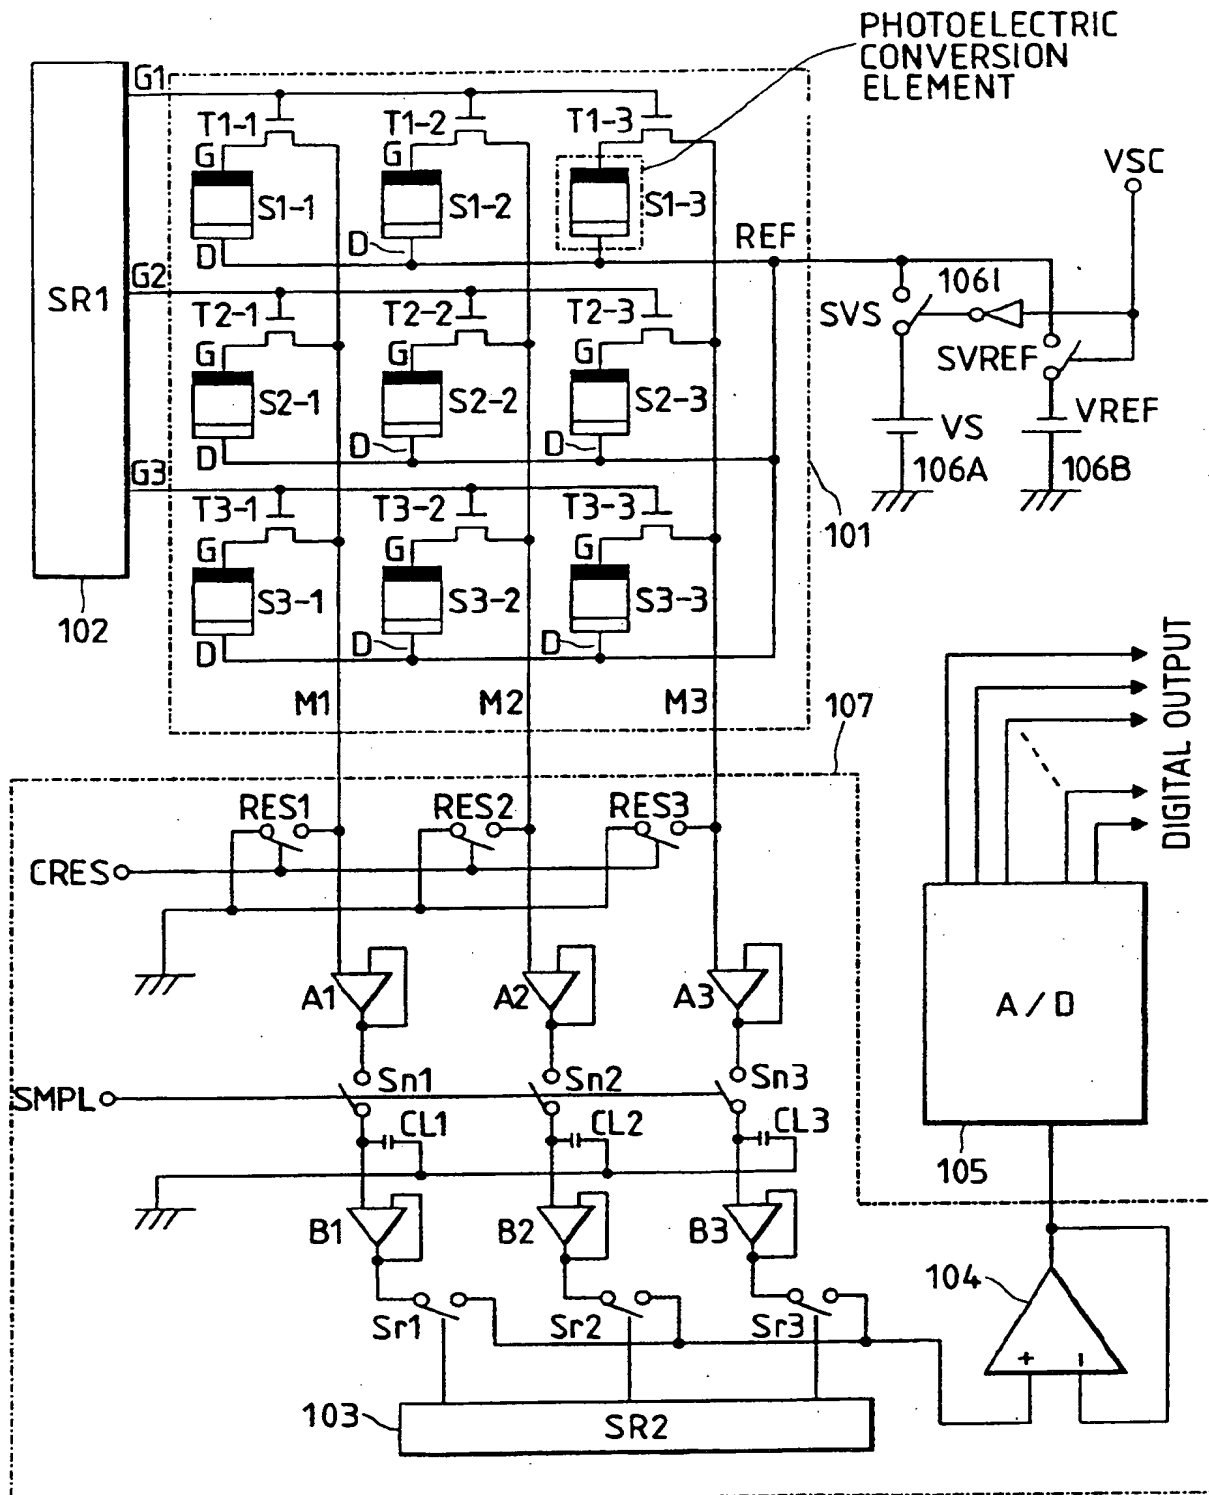 PHOTOELECTRIC
CONVERSION
ELEMENT
G1
T1-1
T1-2
T1-3
G
G
VSC
S1-1
S1-2
S1-3
D
D
REF
G2
SR1
106I
SVS
T2-1
T2-2
T2-3
G
G
G
SVREF
S2-1
S2-2
S2-3
VS
VREF
D
D
D
106A
106B
G3
T3-1
T3-2
T3-3
101
G
G
G
S3-1
S3-2
S3-3
102
D
D
D
M1
M2
M3
107
DIGITAL OUTPUT
RES1
RES2
RES3
CRES
A1
A2
A3
A/D
SMPL
Sn1
Sn2
Sn3
CL1
CL2
CL3
105
B1
B2
B3
104
Sr1
Sr2
Sr3
+
-
103
SR2